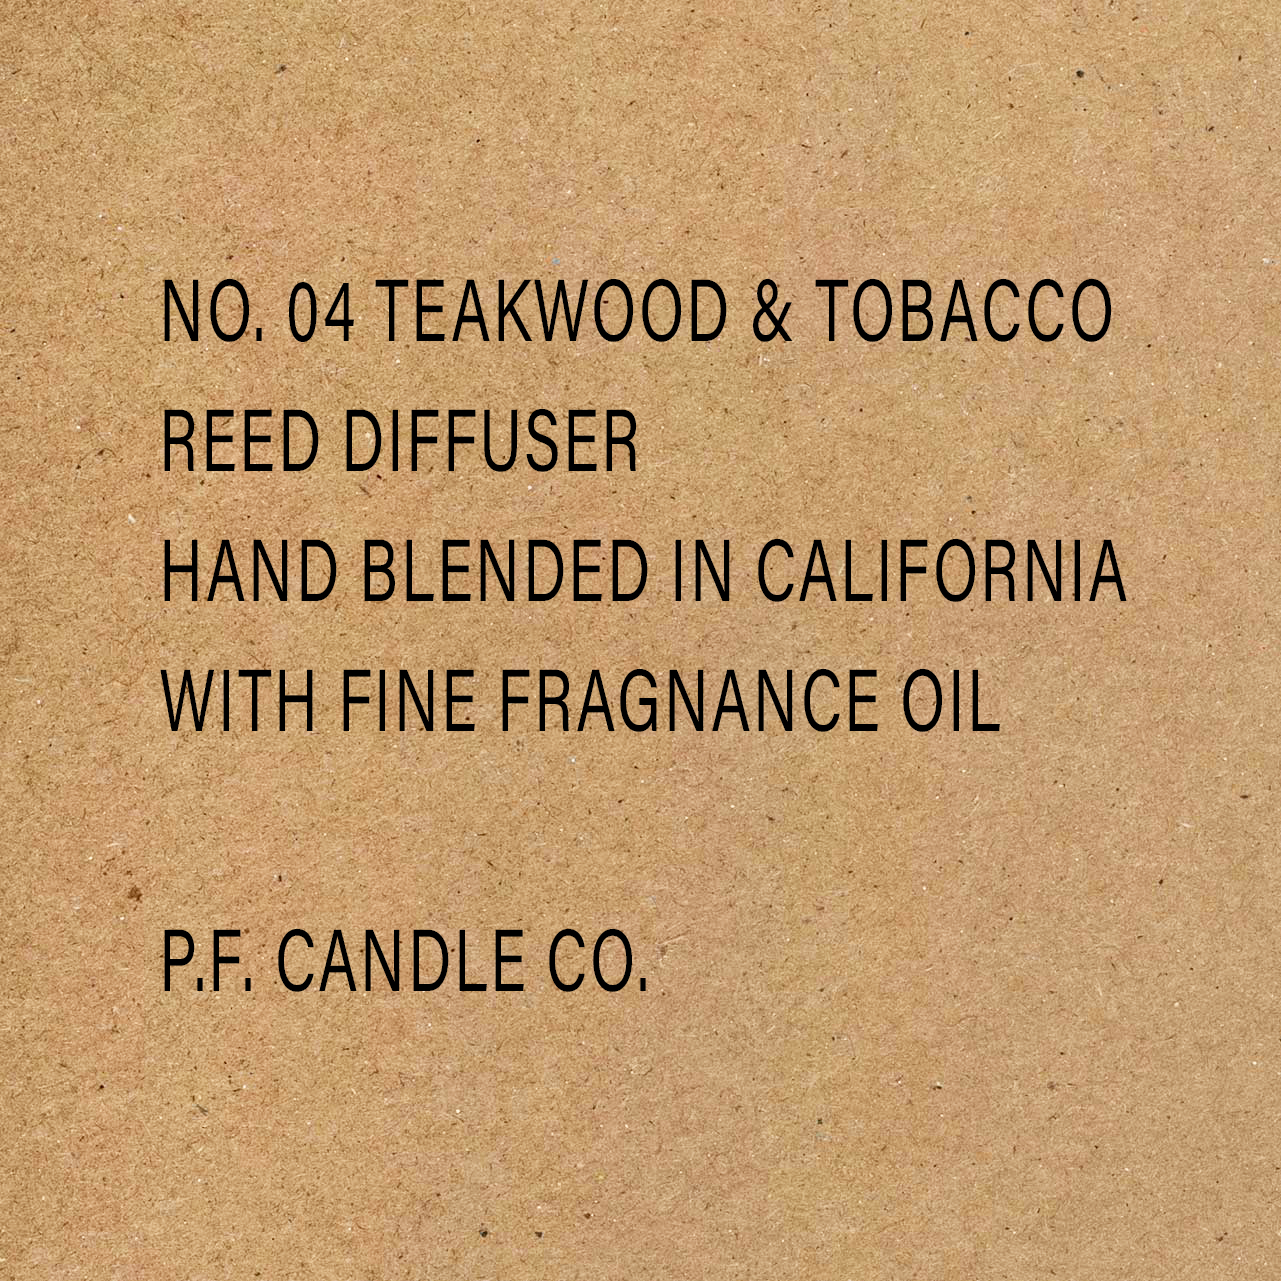 NO. 04 TEAKWOOD & TOBACCO
REED DIFFUSER
HAND BLENDED IN CALIFORNIA
WITH FINE FRAGNANCE OIL
P.F. CANDLE CO.